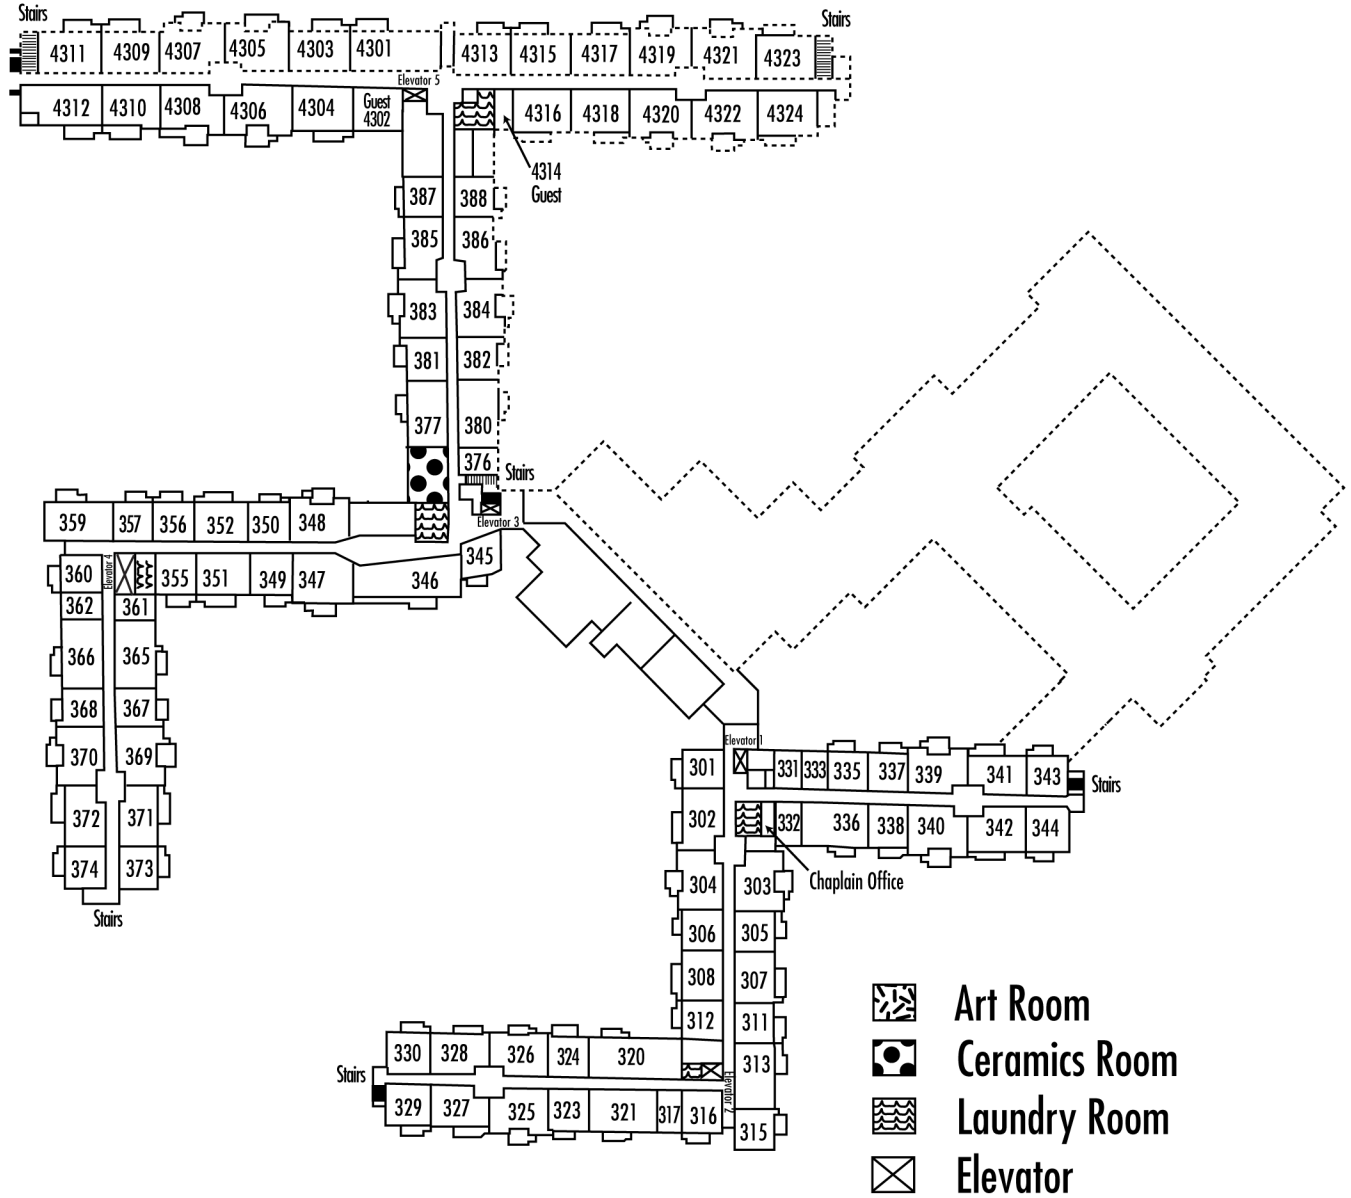 Stairs
Stairs
4311 4309 4307 4305 4303 4301 4313 4315 4317 4319 4321 4323
Elevator 5
4312 4310 4308 4306 4304 Guest 4316 4318 4320 4322 4324
4302
4314
Guest
387 388
385 386
383 384
381 382
377 380
376 Stairs
359 357 356 352 350 348 Elevator 3
345
360 Elevator 4 355 351 349 347 346
362 361
366 365
368 367
370 369
372 371
374 373
Stairs
Elevator 1
301 331 333 335 337 339 341 343 Stairs
302 332 336 338 340 342 344
Chaplain Office
304 303
306 305
308 307
312 311
330 328 326 324 320 313
Stairs
Elevator 2
329 327 325 323 321 317 316
315
Art Room
Ceramics Room
Laundry Room
Elevator